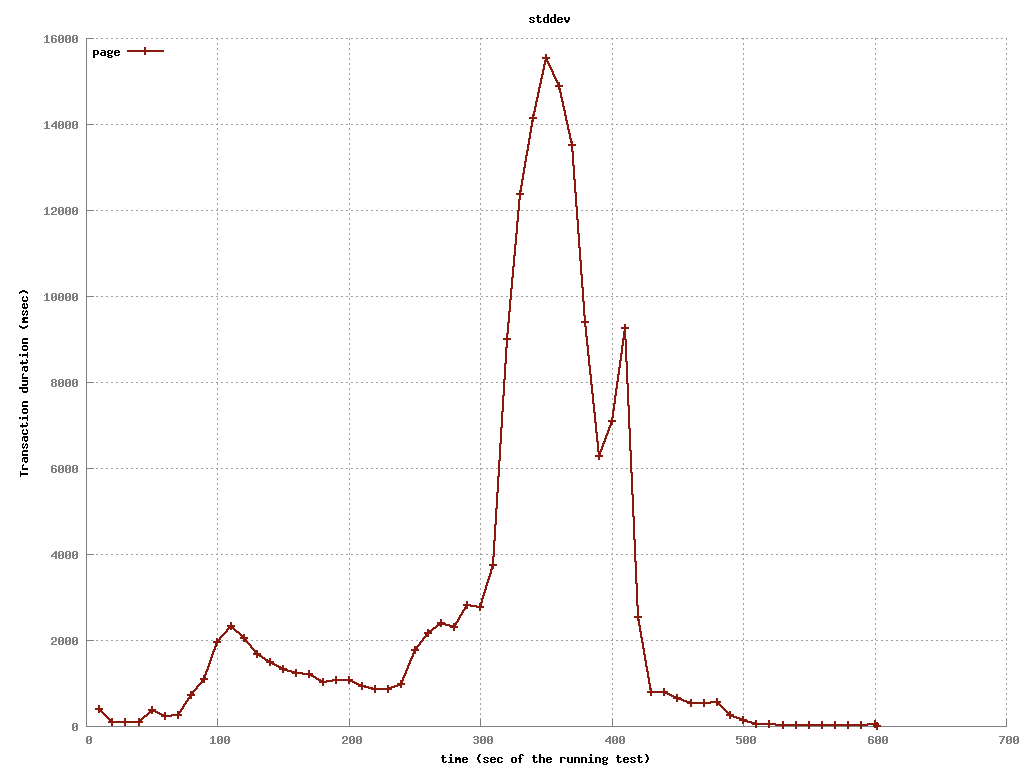 stddev
page
16000
14000
12000
10000
8000
6000
4000
2000
0
Transaction duration (msec)
0 100 200 300 400 500 600 700
time (sec of the running test)